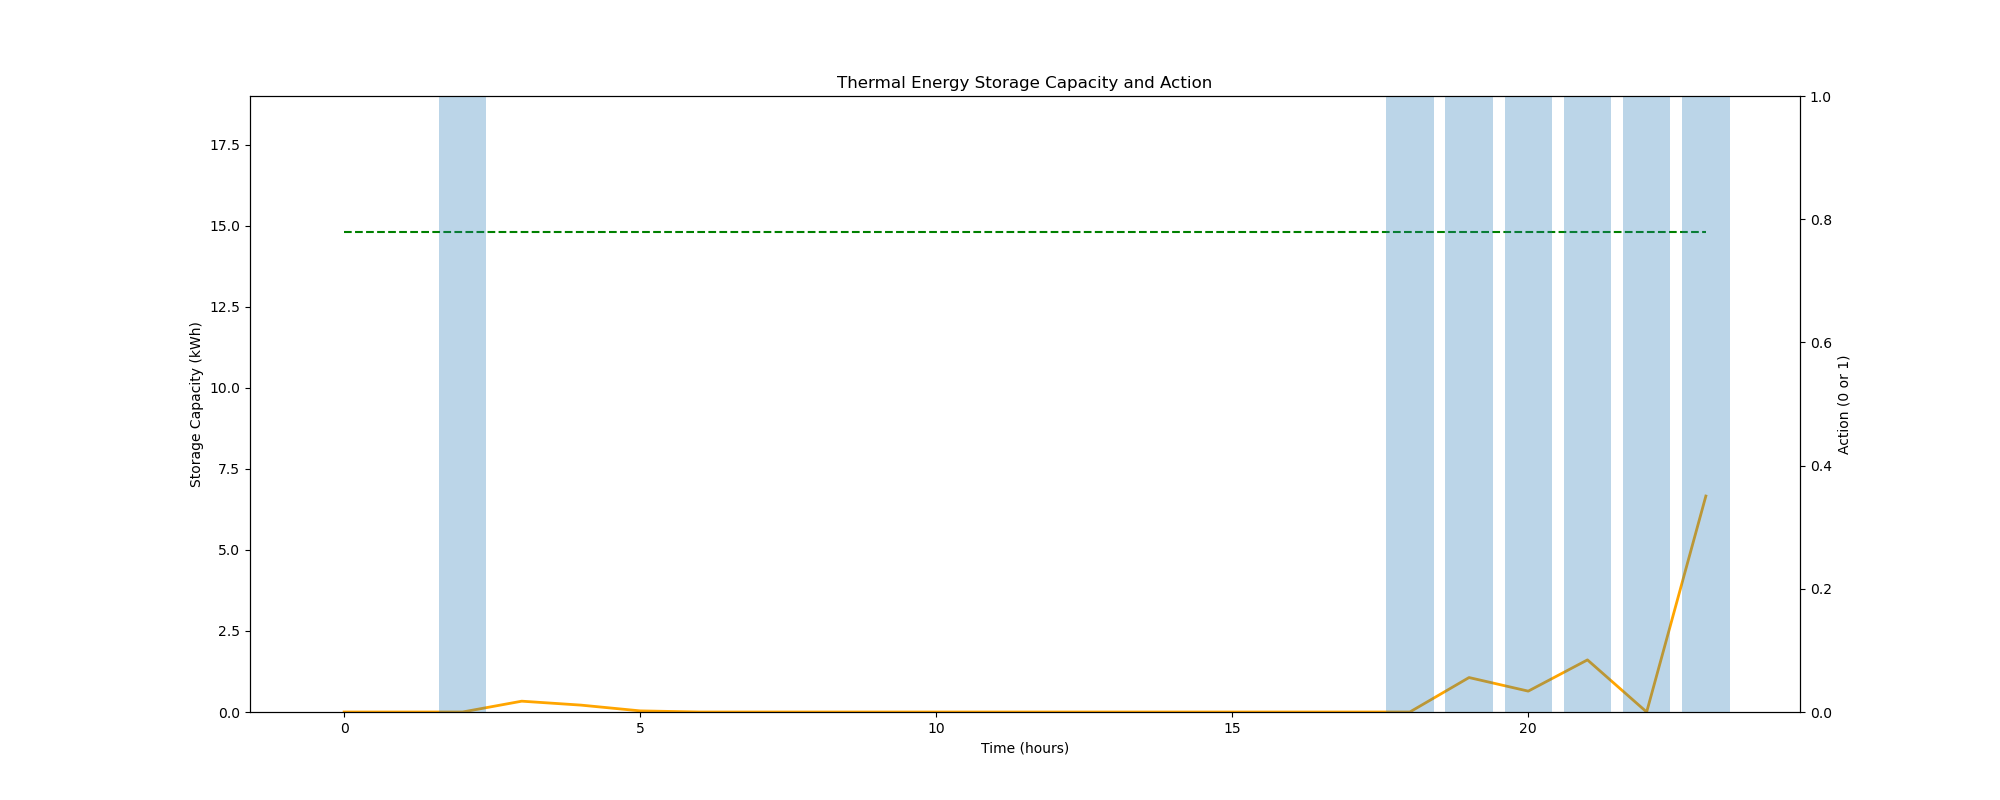 Thermal Energy Storage Capacity and Action
Storage Capacity (kWh)
17.5
15.0
12.5
10.0
7.5
5.0
2.5
0.0
1.0
0.8
0.6
0.4
0.2
0.0
Action (0 or 1)
0 5 10 15 20
Time (hours)